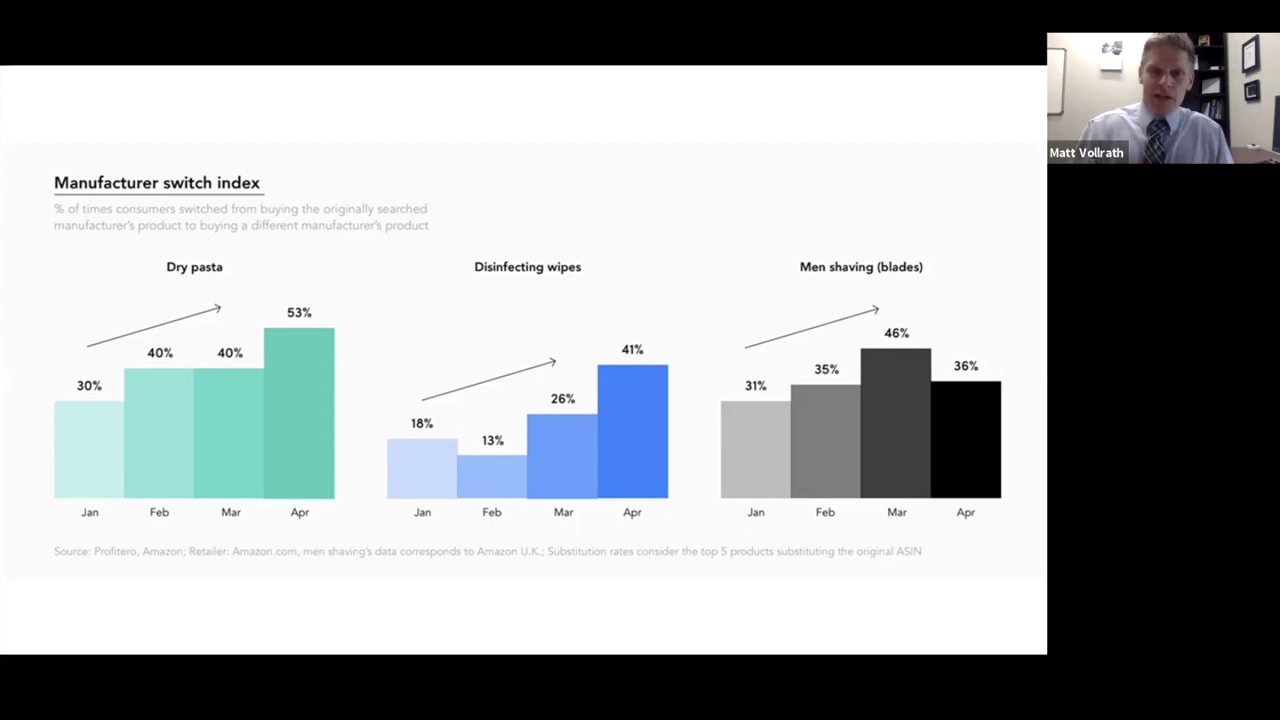 Manufacturer switch index
% of times consumers switched from buying the originally searched
manufacturer's product to buying a different manufacturer's product
Dry pasta
30%
40%
40%
53%
Jan
Feb
Mar
Apr
Disinfecting wipes
18%
13%
26%
41%
Jan
Feb
Mar
Apr
Men shaving (blades)
31%
35%
46%
36%
Jan
Feb
Mar
Apr
Source: Profitero, Amazon; Retailer: Amazon.com, men shaving's data corresponds to Amazon U.K.; Substitution rates consider the top 5 products substituting the original ASIN
Matt Vollrath